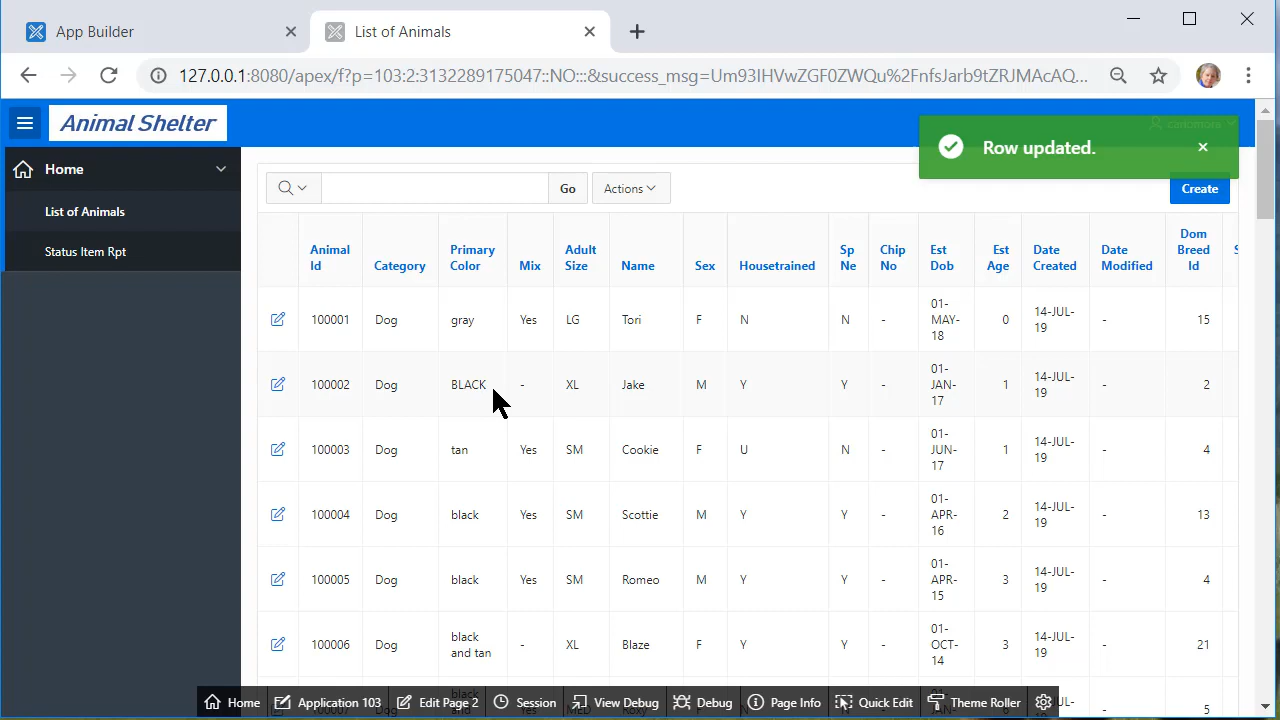 App Builder
List of Animals
127.0.0.1:8080/apex/f?p=103:2:3132289175047::NO:::&success_msg=Um93IHVwZGF0ZWQu%2FnfsJarb9tZRJMAcAQ...
Animal Shelter
Row updated.
Home
List of Animals
Status Item Rpt
Go
Actions
Create
Animal Id
Category
Primary Color
Mix
Adult Size
Name
Sex
Housetrained
Sp Ne
Chip No
Est Dob
Est Age
Date Created
Date Modified
Dom Breed Id
100001 Dog gray Yes LG Tori F N N - 01-MAY-18 0 14-JUL-19 - 15
100002 Dog BLACK - XL Jake M Y Y - 01-JAN-17 1 14-JUL-19 - 2
100003 Dog tan Yes SM Cookie F U N - 01-JUN-17 1 14-JUL-19 - 4
100004 Dog black Yes SM Scottie M Y Y - 01-APR-16 2 14-JUL-19 - 13
100005 Dog black Yes SM Romeo M Y Y - 01-APR-15 3 14-JUL-19 - 4
100006 Dog black and tan - XL Blaze F Y Y - 01-OCT-14 3 14-JUL-19 - 21
Home
Application 103
Edit Page 2
Session
View Debug
Debug
Page Info
Quick Edit
Theme Roller